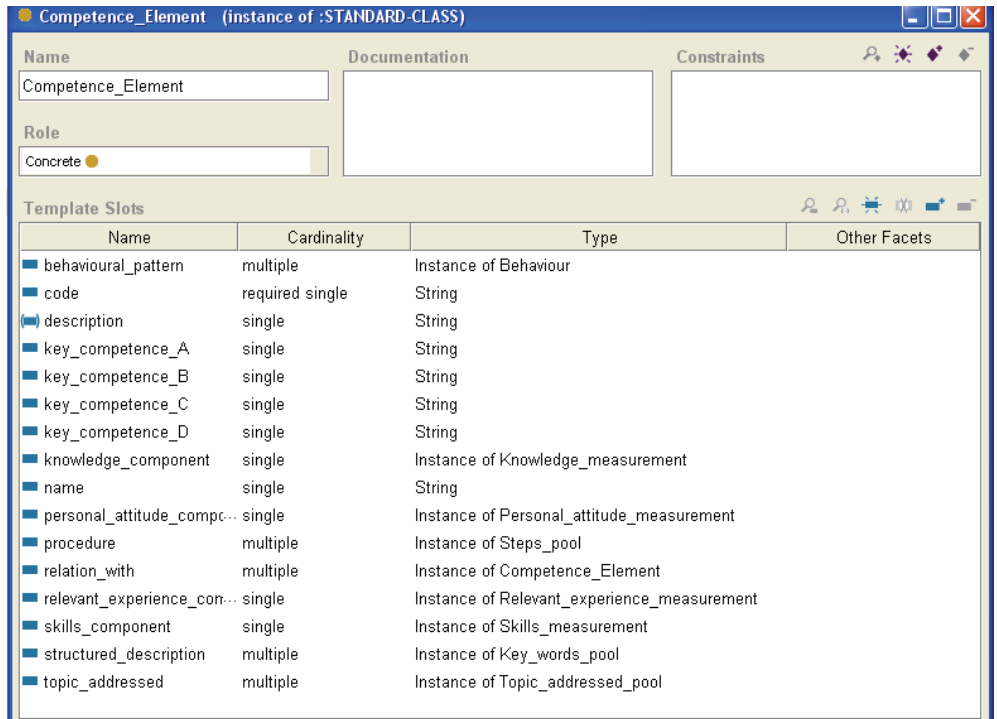 Competence_Element (instance of :STANDARD-CLASS)
Name Documentation Constraints
Competence_Element
Role
Concrete
Template Slots
Name Cardinality Type Other Facets
behavioural_pattern multiple Instance of Behaviour
code required single String
description single String
key_competence_A single String
key_competence_B single String
key_competence_C single String
key_competence_D single String
knowledge_component single Instance of Knowledge_measurement
name single String
personal_attitude_compo... single Instance of Personal_attitude_measurement
procedure multiple Instance of Steps_pool
relation_with multiple Instance of Competence_Element
relevant_experience_com... single Instance of Relevant_experience_measurement
skills_component single Instance of Skills_measurement
structured_description multiple Instance of Key_words_pool
topic_addressed multiple Instance of Topic_addressed_pool